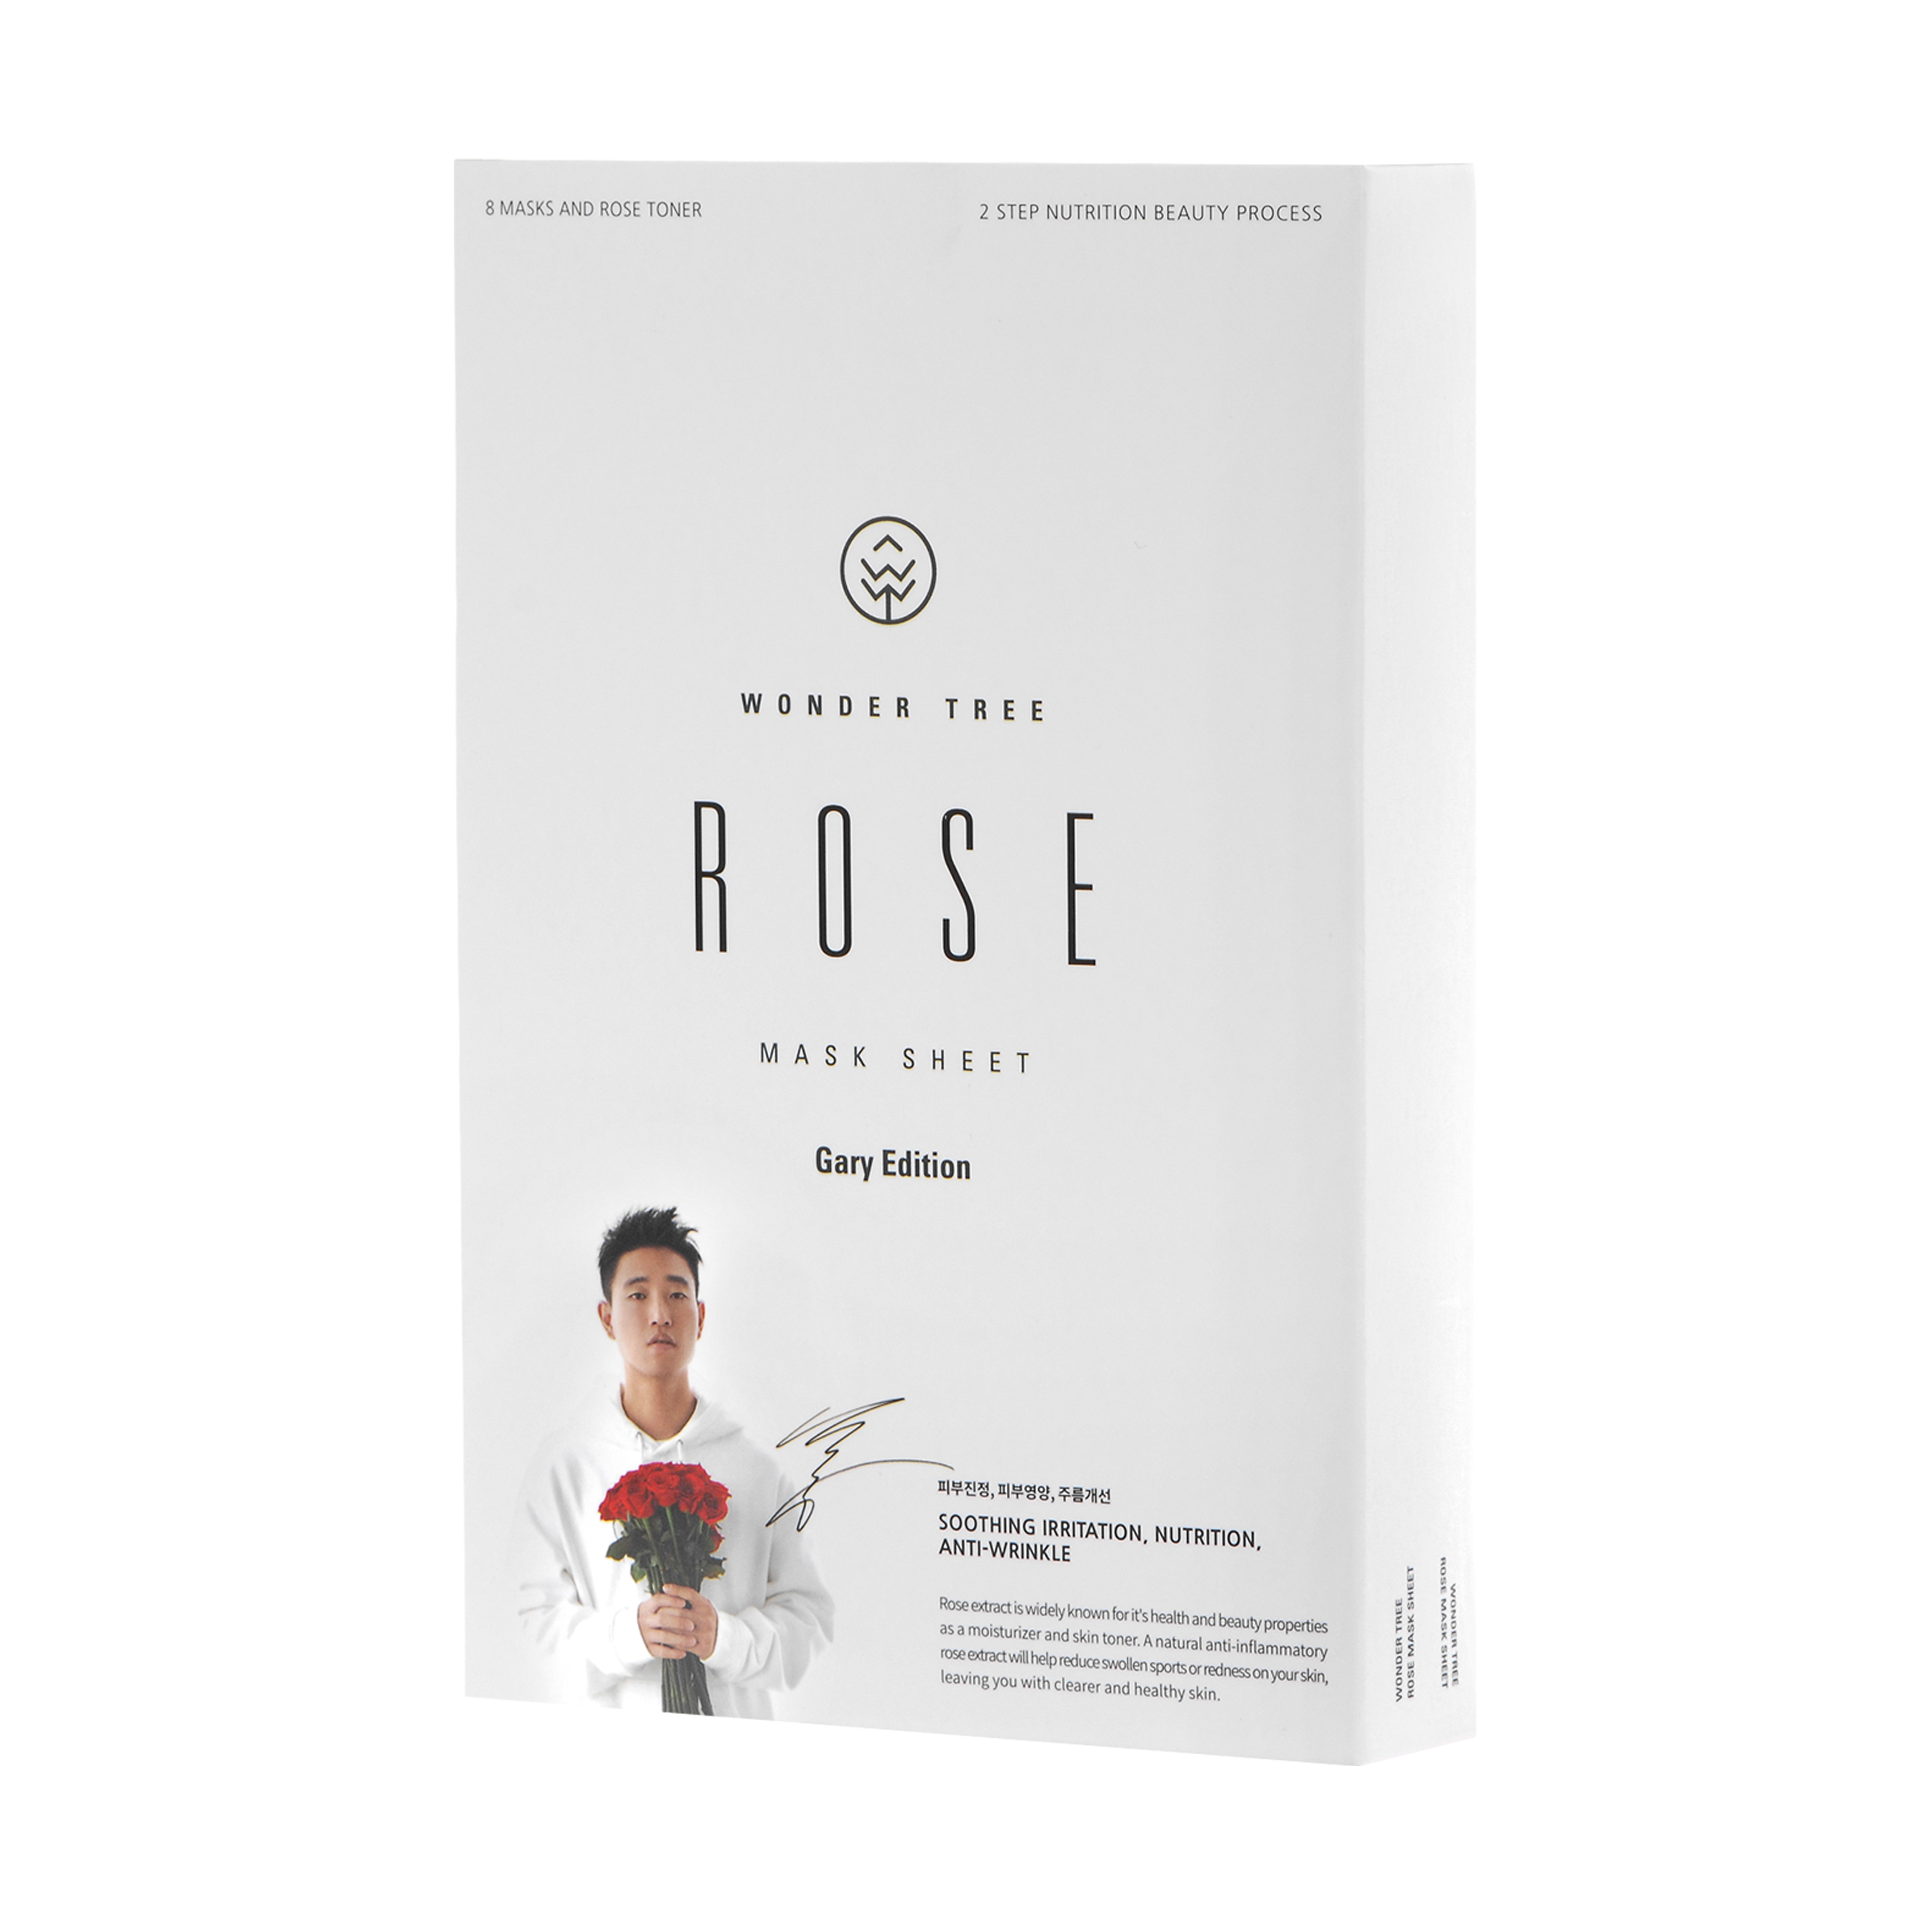 8 MASKS AND ROSE TONER
2 STEP NUTRITION BEAUTY PROCESS
WONDER TREE
ROSE
MASK SHEET
Gary Edition
피부진정, 피부영양, 주름개선
SOOTHING IRRITATION, NUTRITION,
ANTI-WRINKLE
Rose extract is widely known for it's health and beauty properties
as a moisturizer and skin toner. A natural anti-inflammatory
rose extract will help reduce swollen sports or redness on your skin,
leaving you with clearer and healthy skin.
WONDER TREE
ROSE MASK SHEET
WONDER TREE
ROSE MASK SHEET